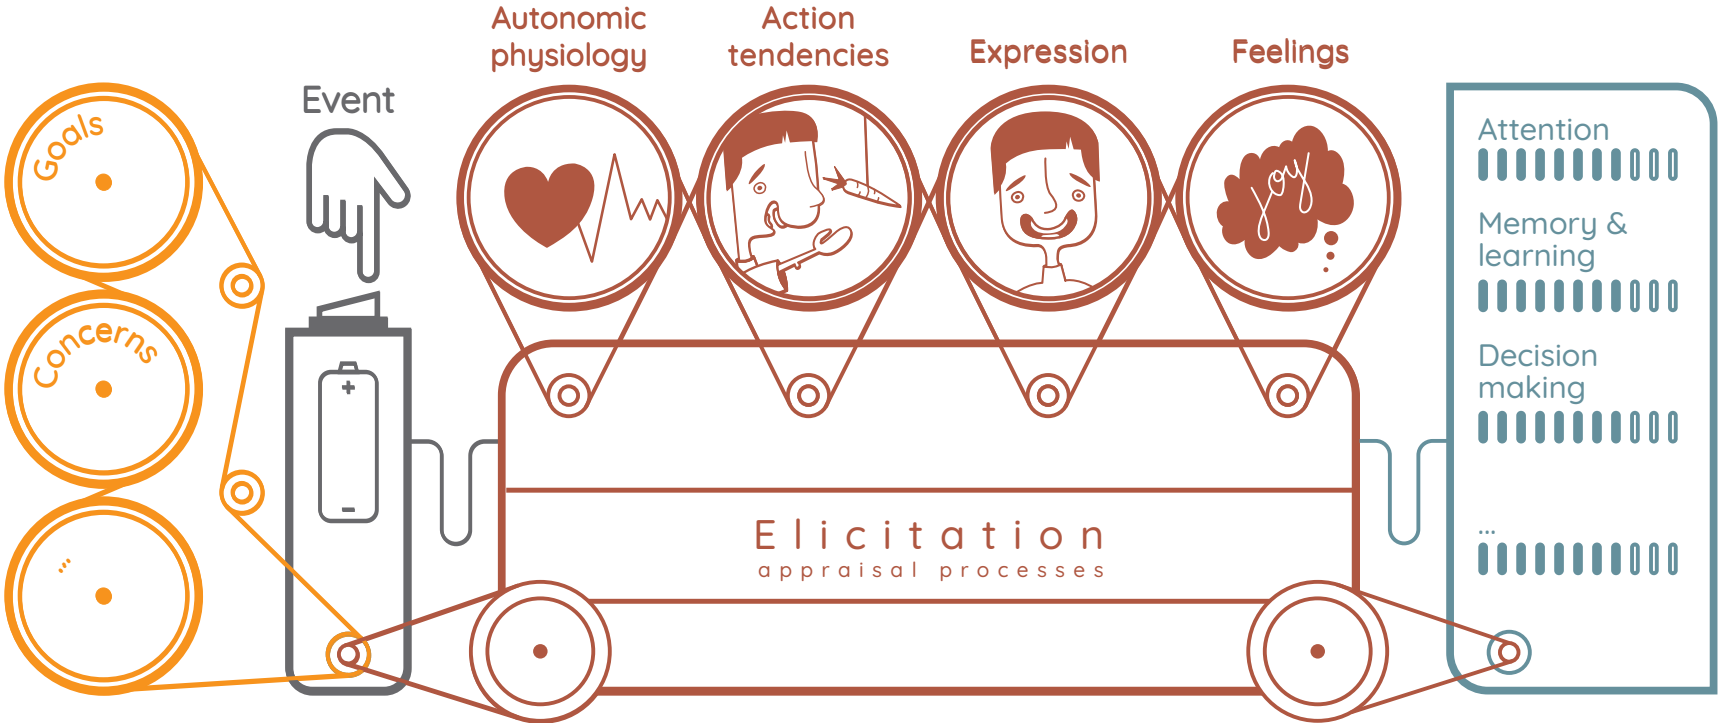 Goals
Concerns
...
Event
+
-
Autonomic
physiology
Action
tendencies
Expression
Feelings
joy
Elicitation
appraisal processes
Attention
Memory &
learning
Decision
making
...